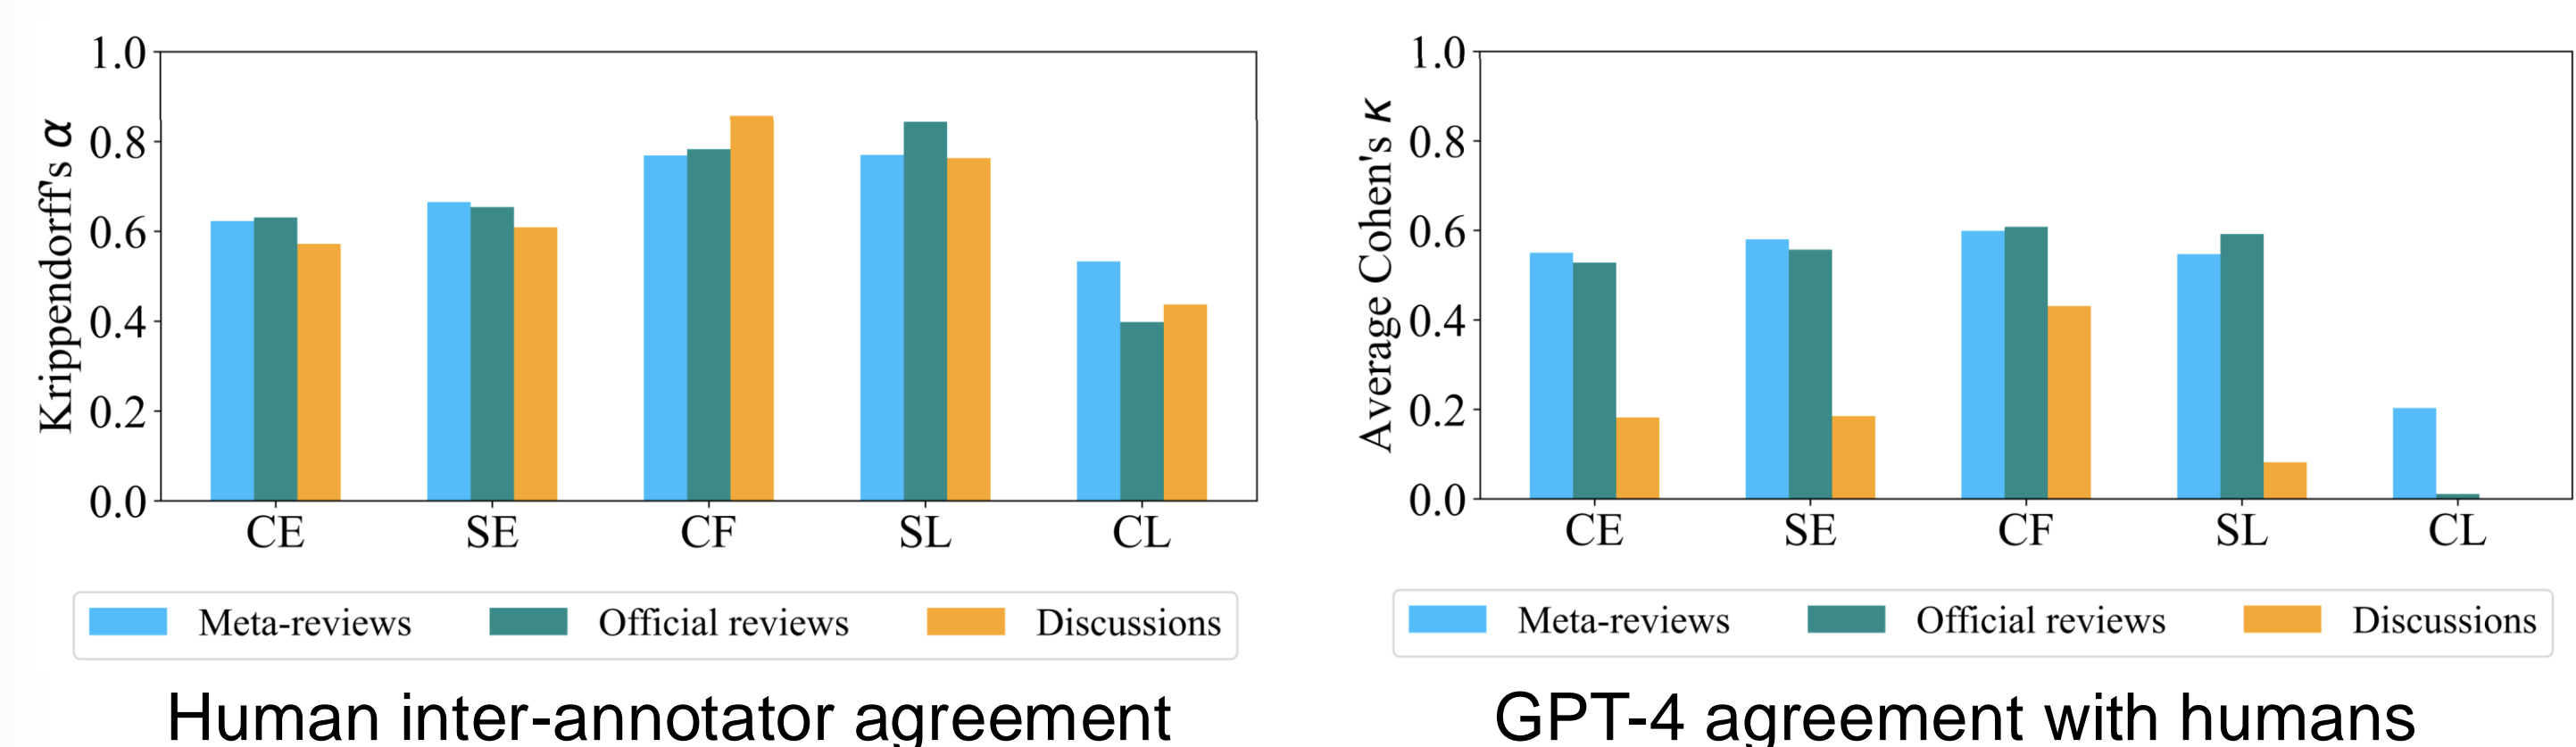 Krippendorff's α
1.0
0.8
0.6
0.4
0.2
0.0
CE SE CF SL CL
Meta-reviews Official reviews Discussions
Human inter-annotator agreement
Average Cohen's κ
1.0
0.8
0.6
0.4
0.2
0.0
CE SE CF SL CL
Meta-reviews Official reviews Discussions
GPT-4 agreement with humans